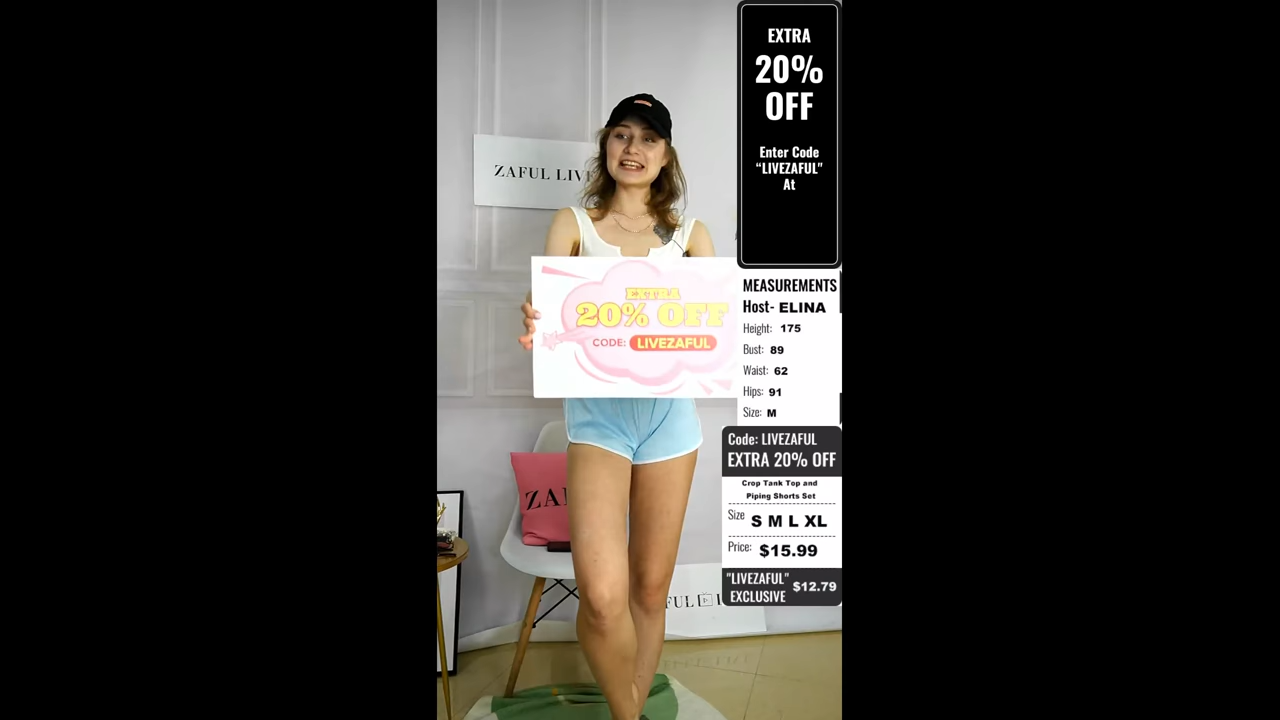 EXTRA
20%
OFF
Enter Code
“LIVEZAFUL”
At
ZAFUL LIV
EXTRA
20% OFF
CODE: LIVEZAFUL
MEASUREMENTS
Host- ELINA
Height: 175
Bust: 89
Waist: 62
Hips: 91
Size: M
Code: LIVEZAFUL
EXTRA 20% OFF
Crop Tank Top and
Piping Shorts Set
Size S M L XL
Price: $15.99
"LIVEZAFUL" $12.79
EXCLUSIVE
ZA
FUL